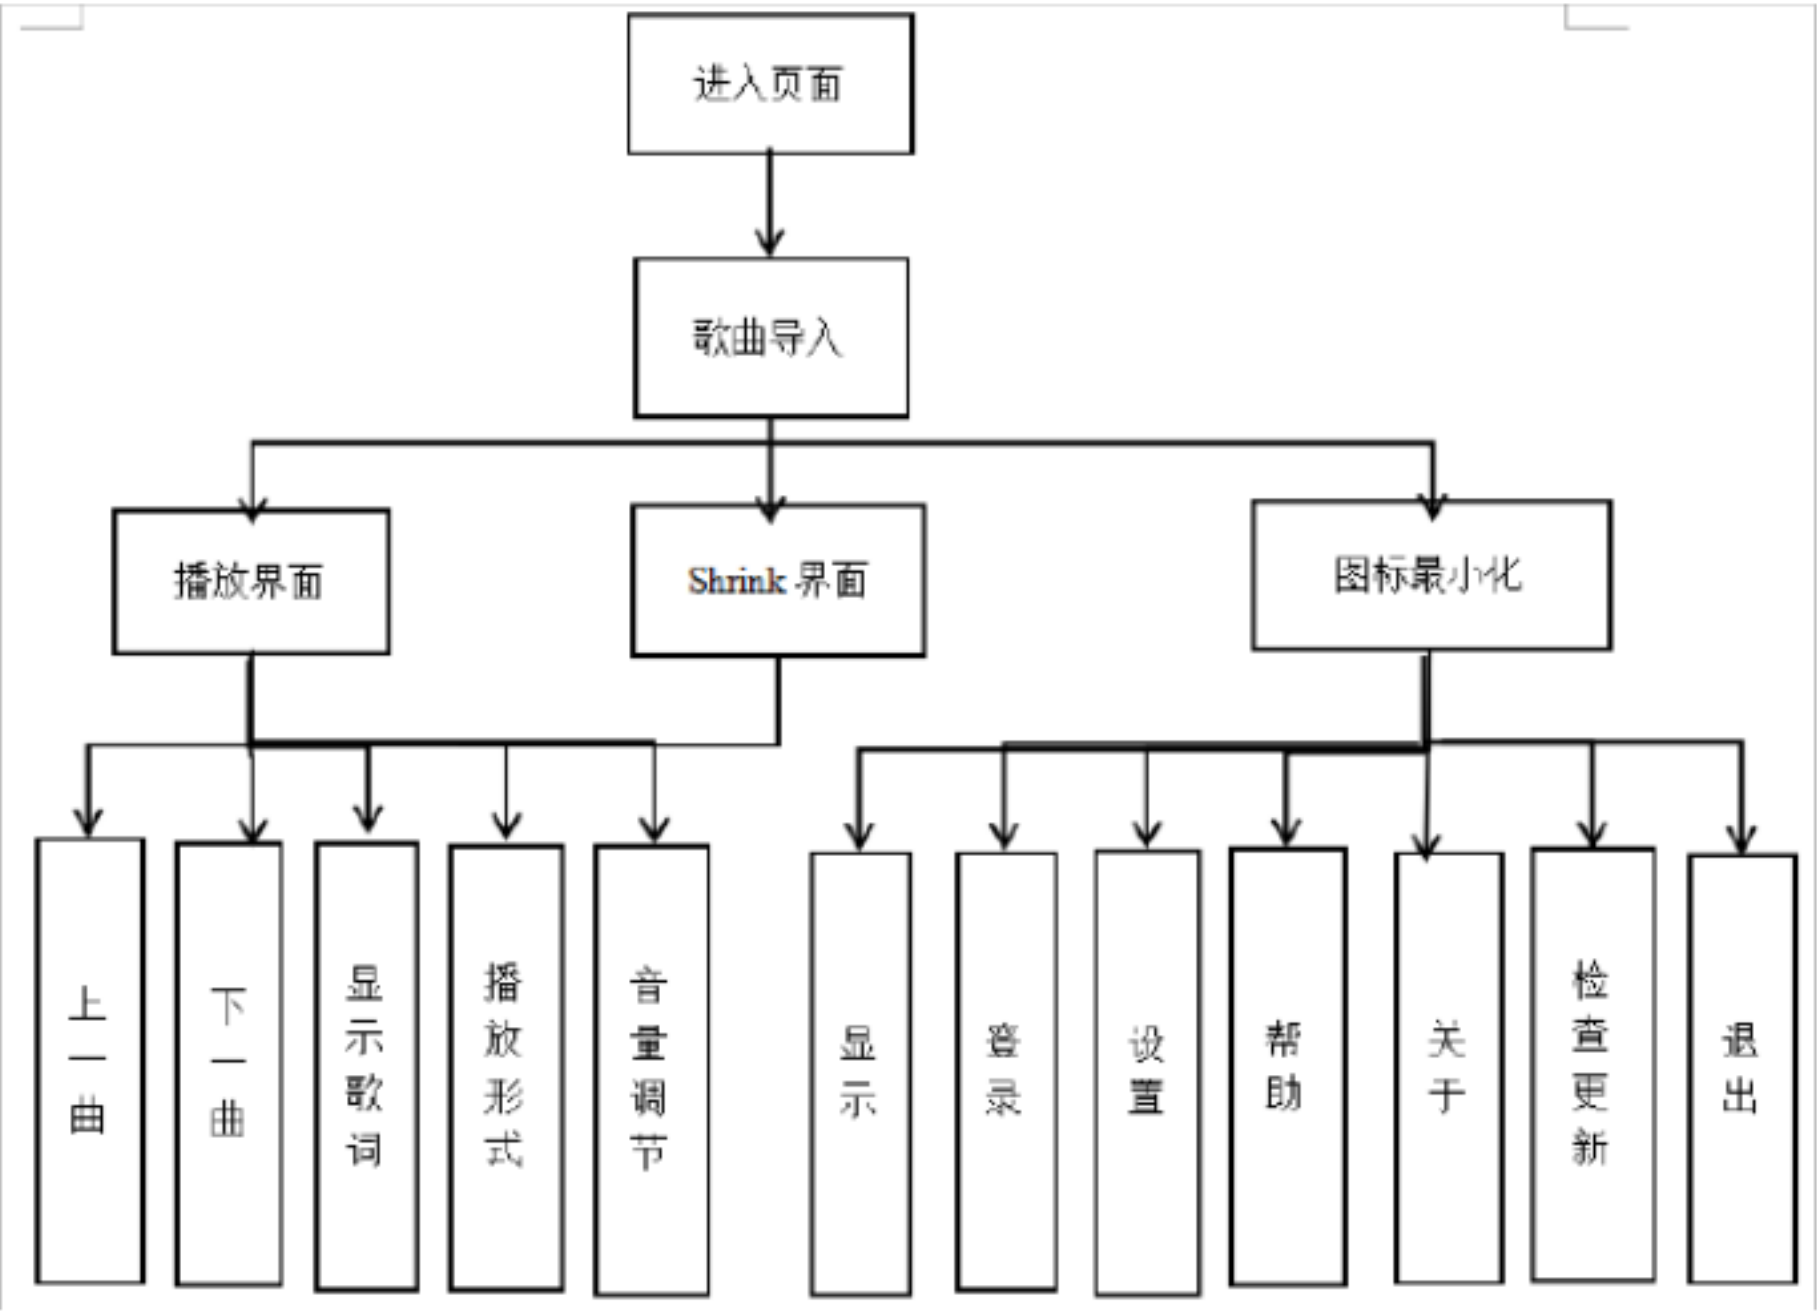 进入页面
歌曲导入
播放界面
Shrink 界面
图标最小化
上一曲
下一曲
显示歌词
播放形式
音量调节
显示
登录
设置
帮助
关于
检查更新
退出